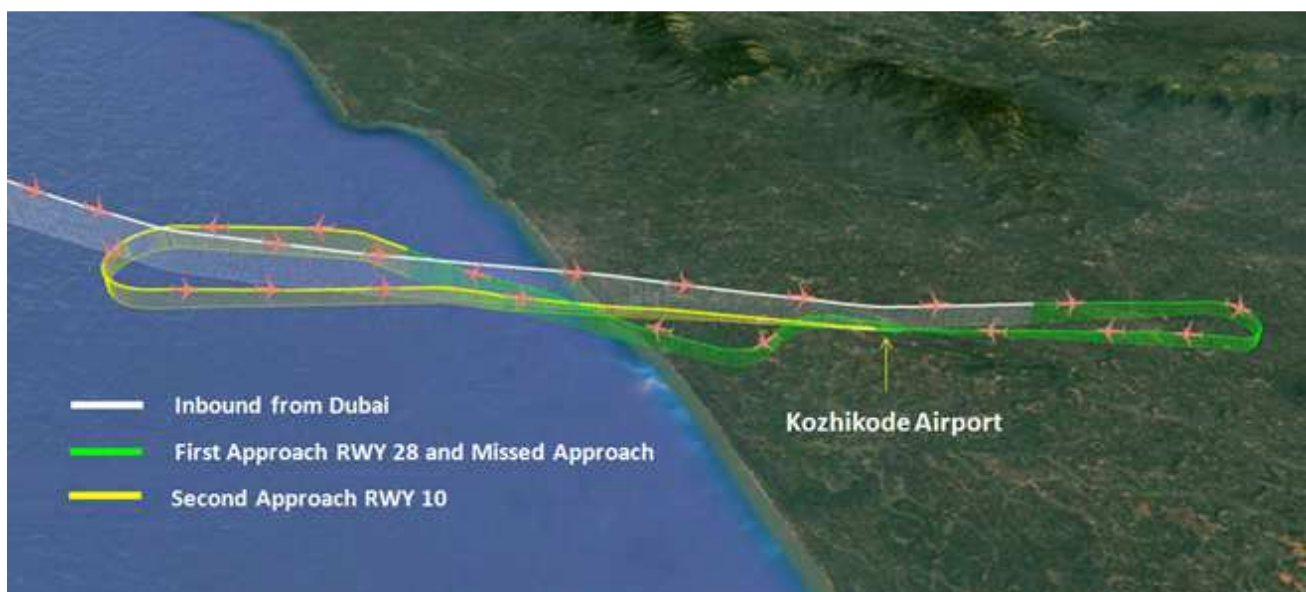 Kozhikode Airport
Inbound from Dubai
First Approach RWY 28 and Missed Approach
Second Approach RWY 10